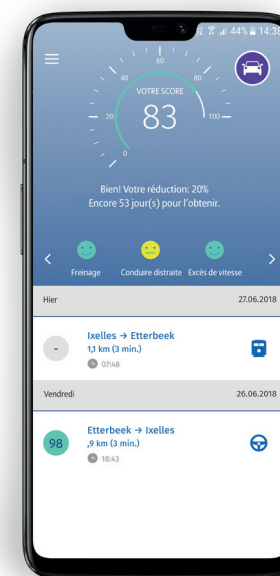 44% 14:38
60
40
80
VOTRE SCORE
20
83
100
0
Bien! Votre réduction: 20%
Encore 53 jour(s) pour l'obtenir.
Freinage
Conduire distraite
Excés de vitesse
Hier
27.06.2018
-
Ixelles → Etterbeek
1,1 km (3 min.)
07:48
Vendredi
26.06.2018
98
Etterbeek → Ixelles
,9 km (3 min.)
18:43